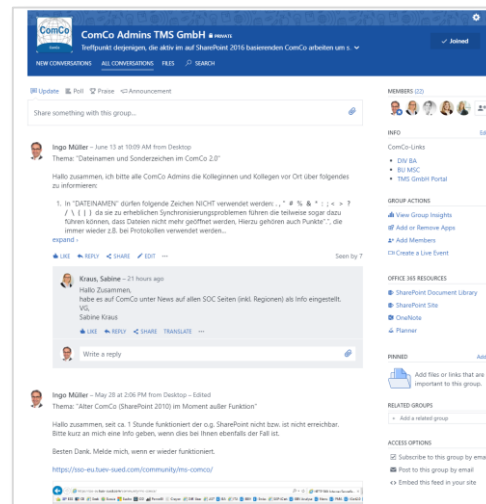 ComCo
ComCo Admins TMS GmbH PRIVATE
Treffpunkt derjenigen, die aktiv im auf SharePoint 2016 basierenden ComCo arbeiten um s.
Joined
NEW CONVERSATIONS ALL CONVERSATIONS FILES SEARCH
Update Poll Praise Announcement
Share something with this group...
Ingo Müller – June 13 at 10:09 AM from Desktop
Thema: "Dateinamen und Sonderzeichen im ComCo 2.0"
Hallo zusammen, ich bitte alle ComCo Admins die Kolleginnen und Kollegen vor Ort über folgendes
zu informieren:
1. In "DATEINAMEN" dürfen folgende Zeichen NICHT verwendet werden: . , " # % & * : ; < > ?
/ \ { | } da sie zu erheblichen Synchronisierungsproblemen führen die teilweise sogar dazu
führen können, dass Dateien nicht mehr geöffnet werden, Hierzu gehören auch Punkte".", die
immer wieder z.B. bei Protokollen verwendet werden...
expand ›
LIKE REPLY SHARE EDIT ··· Seen by 7
Kraus, Sabine – 21 hours ago
Hallo Zusammen,
habe es auf ComCo unter News auf allen SOC Seiten (inkl. Regionen) als Info eingestellt.
VG,
Sabine Kraus
LIKE REPLY SHARE TRANSLATE ···
Write a reply
Ingo Müller – May 28 at 2:06 PM from Desktop – Edited
Thema: "Alter ComCo (SharePoint 2010) im Moment außer Funktion"
Hallo zusammen, seit ca. 1 Stunde funktioniert der o.g. SharePoint nicht bzw. ist nicht erreichbar.
Bitte kurz an mich eine Info geben, wenn dies bei Ihnen ebenfalls der Fall ist.
Besten Dank. Melde mich, wenn er wieder funktioniert.
https://sso-eu.tuev-sued.com/community/ms-comco/
MEMBERS (22)
INFO
ComCo-Links
• DIV BA
• BU MSC
• TMS GmbH Portal
GROUP ACTIONS
View Group Insights
Add or Remove Apps
Add Members
Create a Live Event
OFFICE 365 RESOURCES
SharePoint Document Library
SharePoint Site
OneNote
Planner
PINNED
Add files or links that are
important to this group.
RELATED GROUPS
+ Add a related group
ACCESS OPTIONS
Subscribe to this group by email
Post to this group by email
Embed this feed in your site